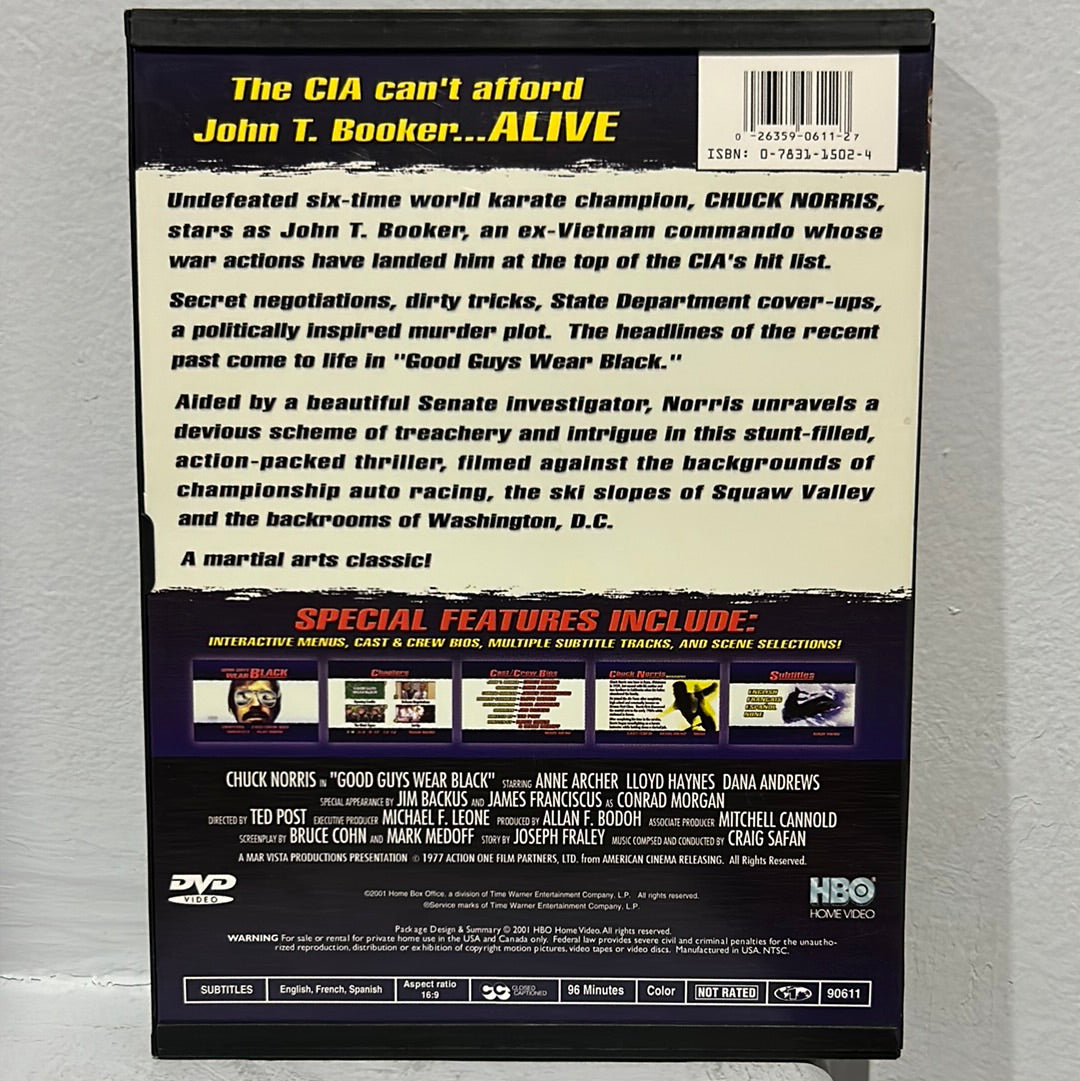 The CIA can't afford
John T. Booker...ALIVE
0 -26359-0611-2 7
ISBN: 0-7831-1502-4
Undefeated six-time world karate champion, CHUCK NORRIS,
stars as John T. Booker, an ex-Vietnam commando whose
war actions have landed him at the top of the CIA's hit list.
Secret negotiations, dirty tricks, State Department cover-ups,
a politically inspired murder plot. The headlines of the recent
past come to life in "Good Guys Wear Black."
Aided by a beautiful Senate investigator, Norris unravels a
devious scheme of treachery and intrigue in this stunt-filled,
action-packed thriller, filmed against the backgrounds of
championship auto racing, the ski slopes of Squaw Valley
and the backrooms of Washington, D.C.
A martial arts classic!
SPECIAL FEATURES INCLUDE:
INTERACTIVE MENUS, CAST & CREW BIOS, MULTIPLE SUBTITLE TRACKS, AND SCENE SELECTIONS!
WEAR BLACK
Chapters
Cast/Crew Bios
Chuck Norris
Subtitles
ENGLISH
FRANÇAIS
ESPAÑOL
NONE
CHUCK NORRIS IN "GOOD GUYS WEAR BLACK" STARRING ANNE ARCHER LLOYD HAYNES DANA ANDREWS
SPECIAL APPEARANCE BY JIM BACKUS AND JAMES FRANCISCUS AS CONRAD MORGAN
DIRECTED BY TED POST EXECUTIVE PRODUCER MICHAEL F. LEONE PRODUCED BY ALLAN F. BODOH ASSOCIATE PRODUCER MITCHELL CANNOLD
SCREENPLAY BY BRUCE COHN AND MARK MEDOFF STORY BY JOSEPH FRALEY MUSIC COMPSED AND CONDUCTED BY CRAIG SAFAN
A MAR VISTA PRODUCTIONS PRESENTATION © 1977 ACTION ONE FILM PARTNERS, LTD. from AMERICAN CINEMA RELEASING. All Rights Reserved.
DVD
VIDEO
©2001 Home Box Office, a division of Time Warner Entertainment Company, L.P. All rights reserved.
®Service marks of Time Warner Entertainment Company, L.P.
HBO
HOME VIDEO
Package Design & Summary © 2001 HBO Home Video. All rights reserved.
WARNING For sale or rental for private home use in the USA and Canada only. Federal law provides severe civil and criminal penalties for the unautho-
rized reproduction, distribution or exhibition of copyright motion pictures, video tapes or video discs. Manufactured in USA. NTSC.
SUBTITLES English, French, Spanish Aspect ratio 16:9 CC CLOSED CAPTIONED 96 Minutes Color NOT RATED 90611